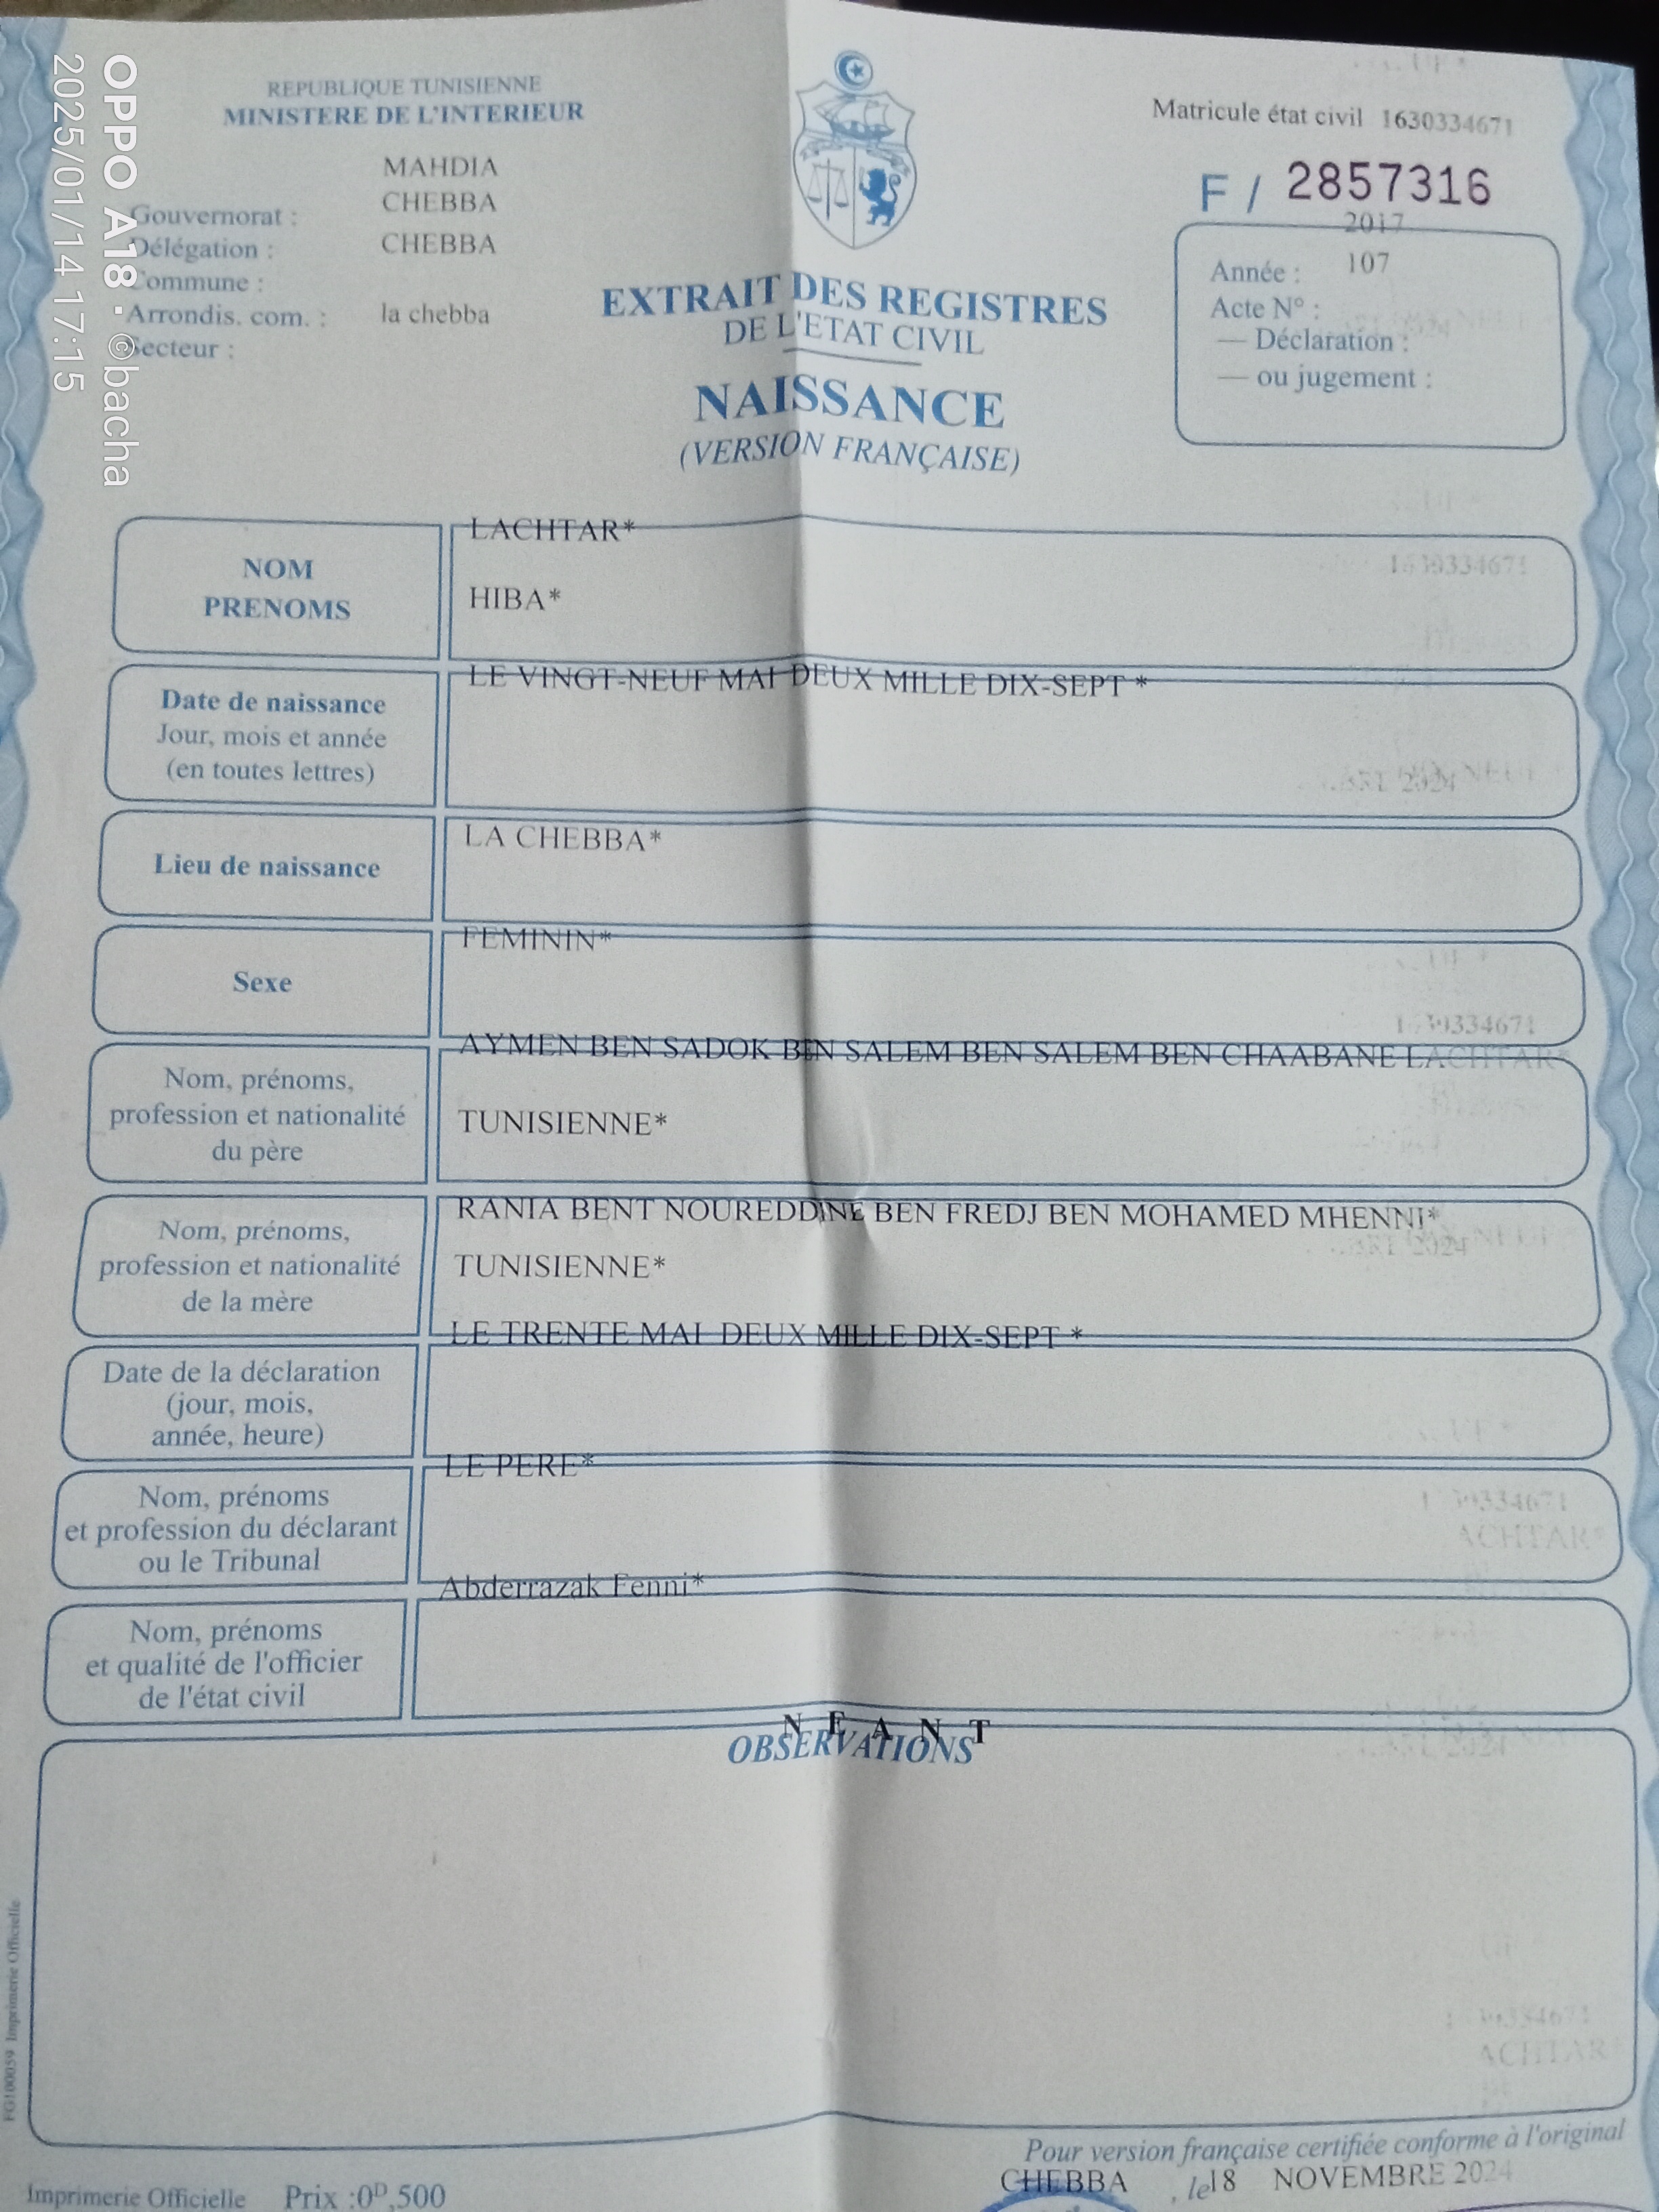 REPUBLIQUE TUNISIENNE
MINISTERE DE L'INTERIEUR
MAHDIA
CHEBBA
Gouvernorat :
Délégation :
CHEBBA
Commune :
Arrondis. com. : la chebba
Secteur :
EXTRAIT DES REGISTRES
DE L'ETAT CIVIL
NAISSANCE
(VERSION FRANÇAISE)
Matricule état civil 1630334671
F / 2857316
2017
Année : 107
Acte N° :
— Déclaration :
— ou jugement :
NOM
PRENOMS
LACHTAR*
HIBA*
Date de naissance
Jour, mois et année
(en toutes lettres)
LE VINGT-NEUF MAI DEUX MILLE DIX-SEPT *
Lieu de naissance
LA CHEBBA*
Sexe
FEMININ*
Nom, prénoms,
profession et nationalité
du père
AYMEN BEN SADOK BEN SALEM BEN SALEM BEN CHAABANE LACHTAR*
TUNISIENNE*
Nom, prénoms,
profession et nationalité
de la mère
RANIA BENT NOUREDDINE BEN FREDJ BEN MOHAMED MHENNI*
TUNISIENNE*
Date de la déclaration
(jour, mois,
année, heure)
LE TRENTE MAI DEUX MILLE DIX-SEPT *
Nom, prénoms
et profession du déclarant
ou le Tribunal
LE PERE*
Nom, prénoms
et qualité de l'officier
de l'état civil
Abderrazak Fenni*
N E A N T
OBSERVATIONS
Pour version française certifiée conforme à l'original
CHEBBA , le 18 NOVEMBRE 2024
Imprimerie Officielle Prix :0D,500
FG100059 Imprimerie Officielle
OPPO A18 · ©bacha
2025/01/14 17:15